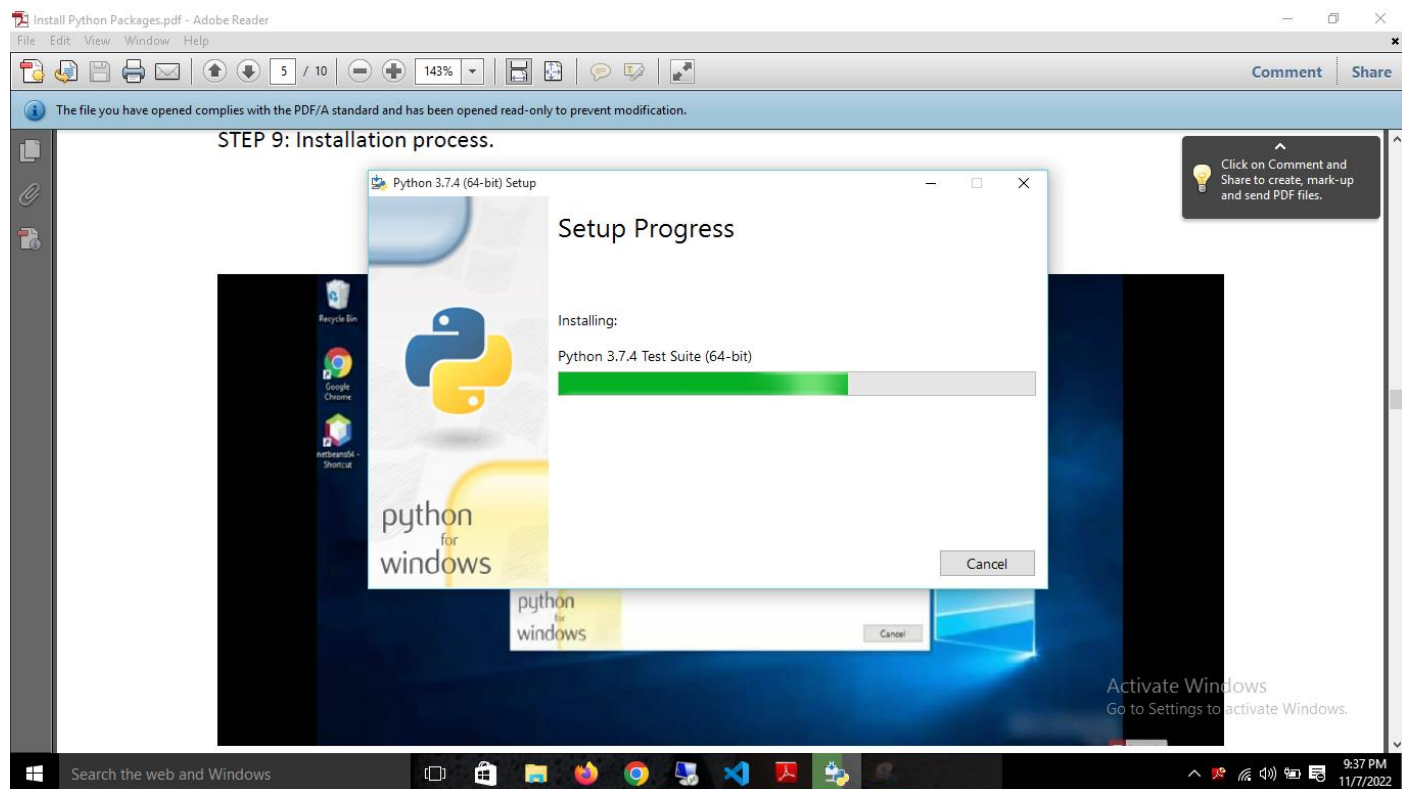 Install Python Packages.pdf - Adobe Reader
File Edit View Window Help
5 / 10 143% Comment Share
The file you have opened complies with the PDF/A standard and has been opened read-only to prevent modification.
STEP 9: Installation process.
Click on Comment and
Share to create, mark-up
and send PDF files.
Python 3.7.4 (64-bit) Setup
Setup Progress
Installing:
Python 3.7.4 Test Suite (64-bit)
python
for
windows
Cancel
Recycle Bin
Google
Chrome
netbeans64 -
Shortcut
python
for
windows
Cancel
Activate Windows
Go to Settings to activate Windows.
Search the web and Windows
9:37 PM
11/7/2022